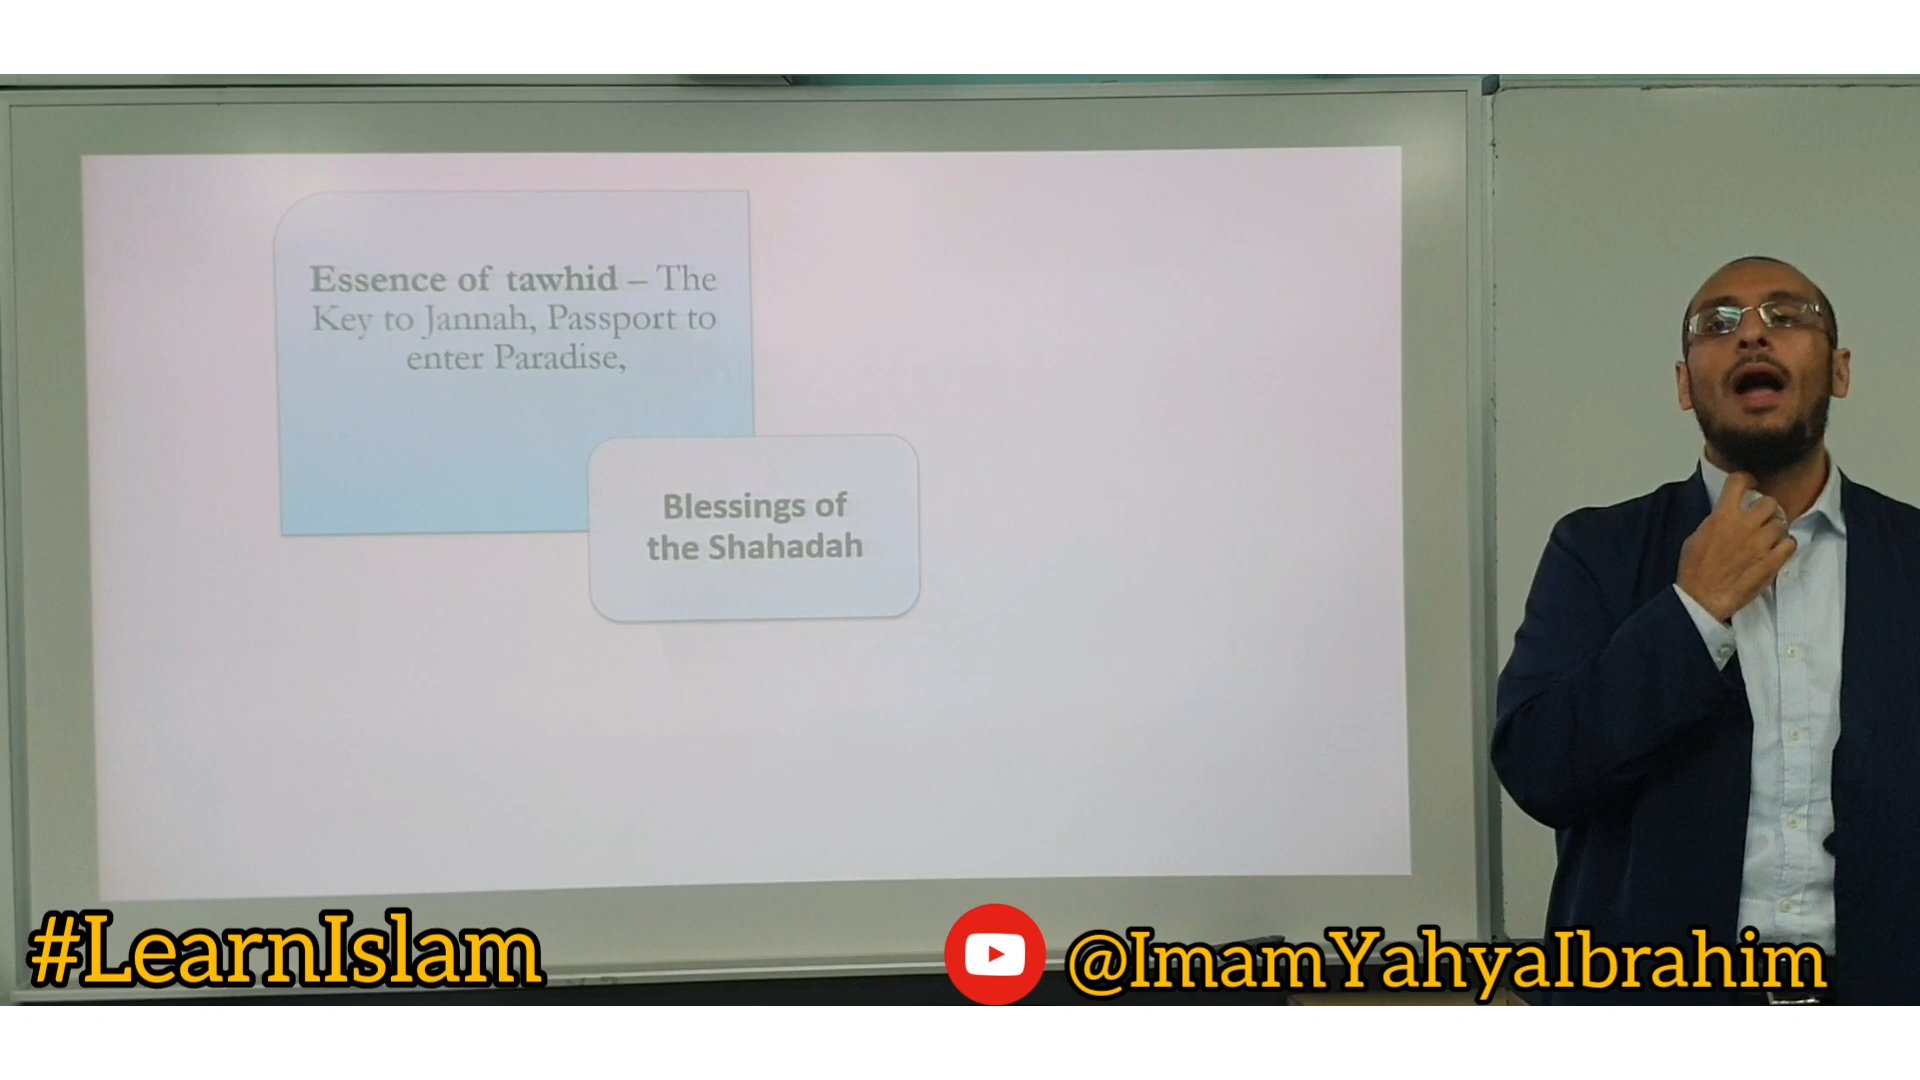 Essence of tawhid – The
Key to Jannah, Passport to
enter Paradise,
Blessings of
the Shahadah
#LearnIslam
@ImamYahyaIbrahim